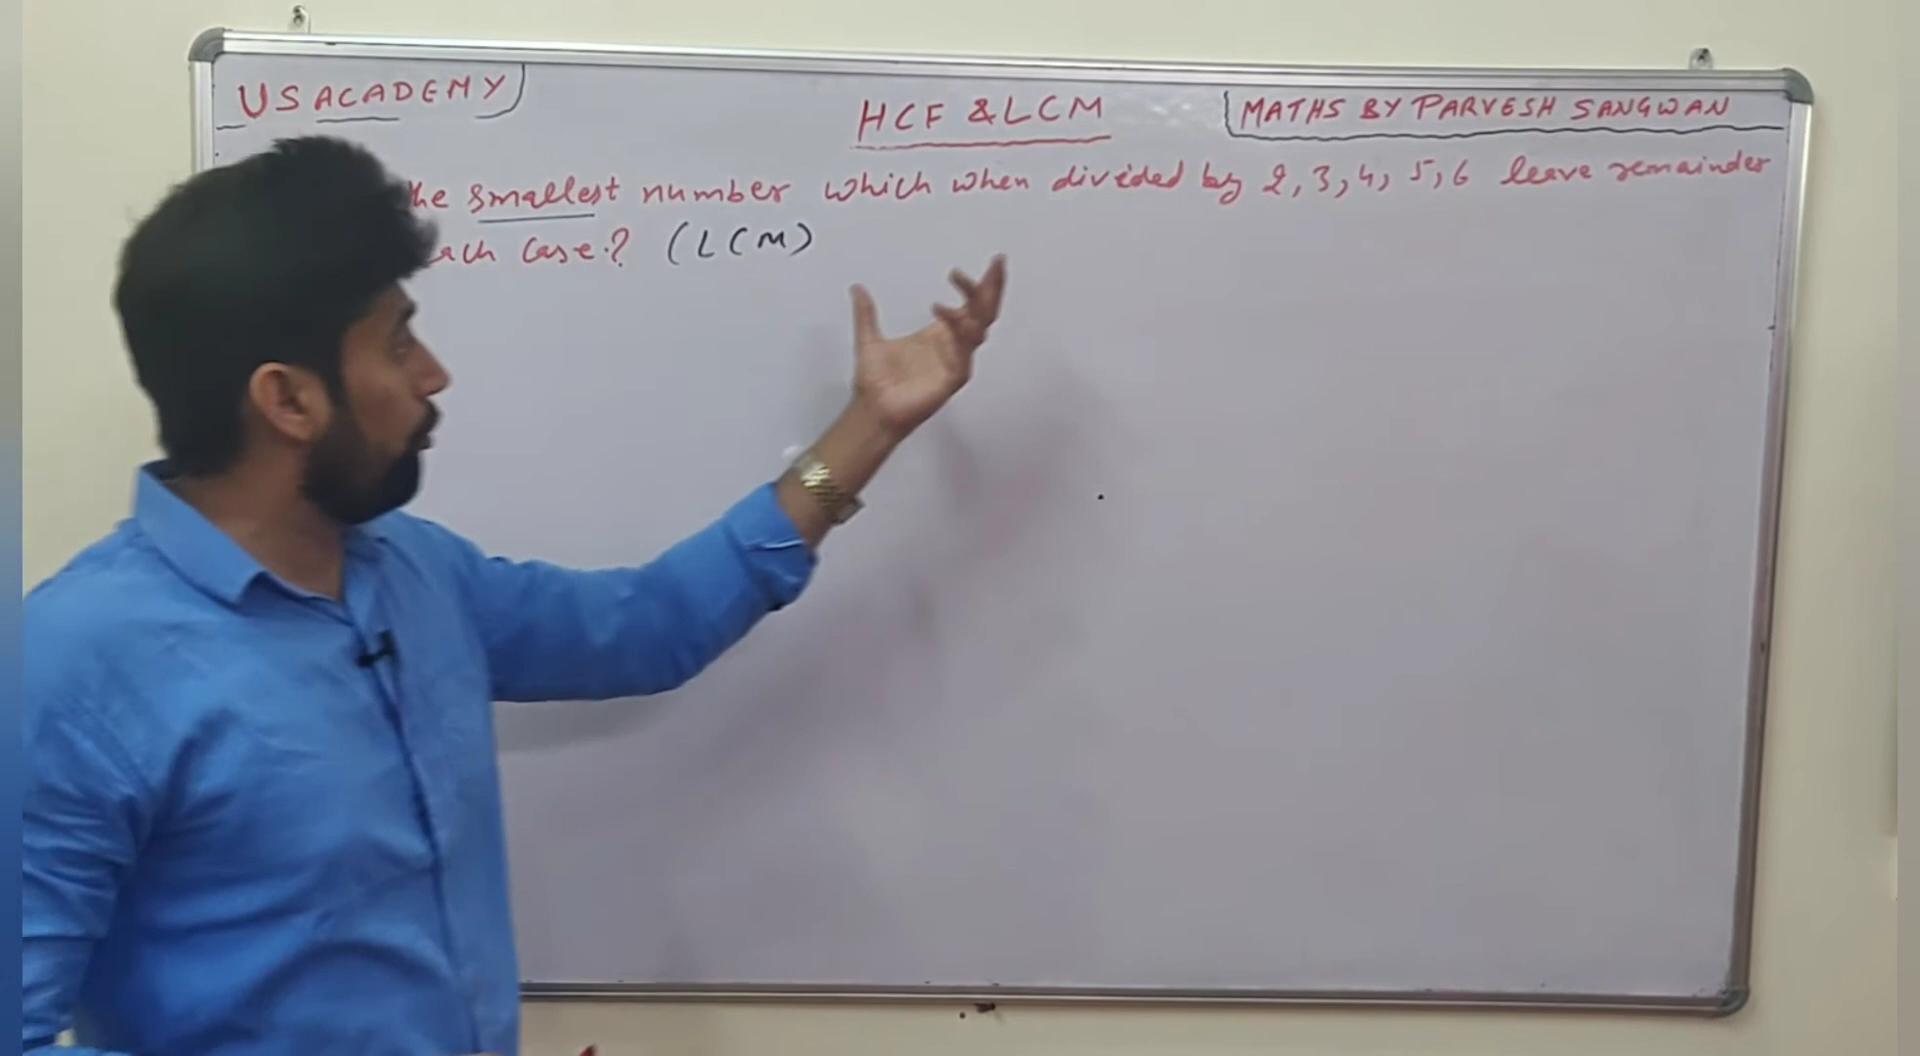 US ACADEMY
HCF & LCM
MATHS BY PARVESH SANGWAN
he smallest number which when divided by 2, 3, 4, 5, 6 leave remainder
ach case.? (LCM)